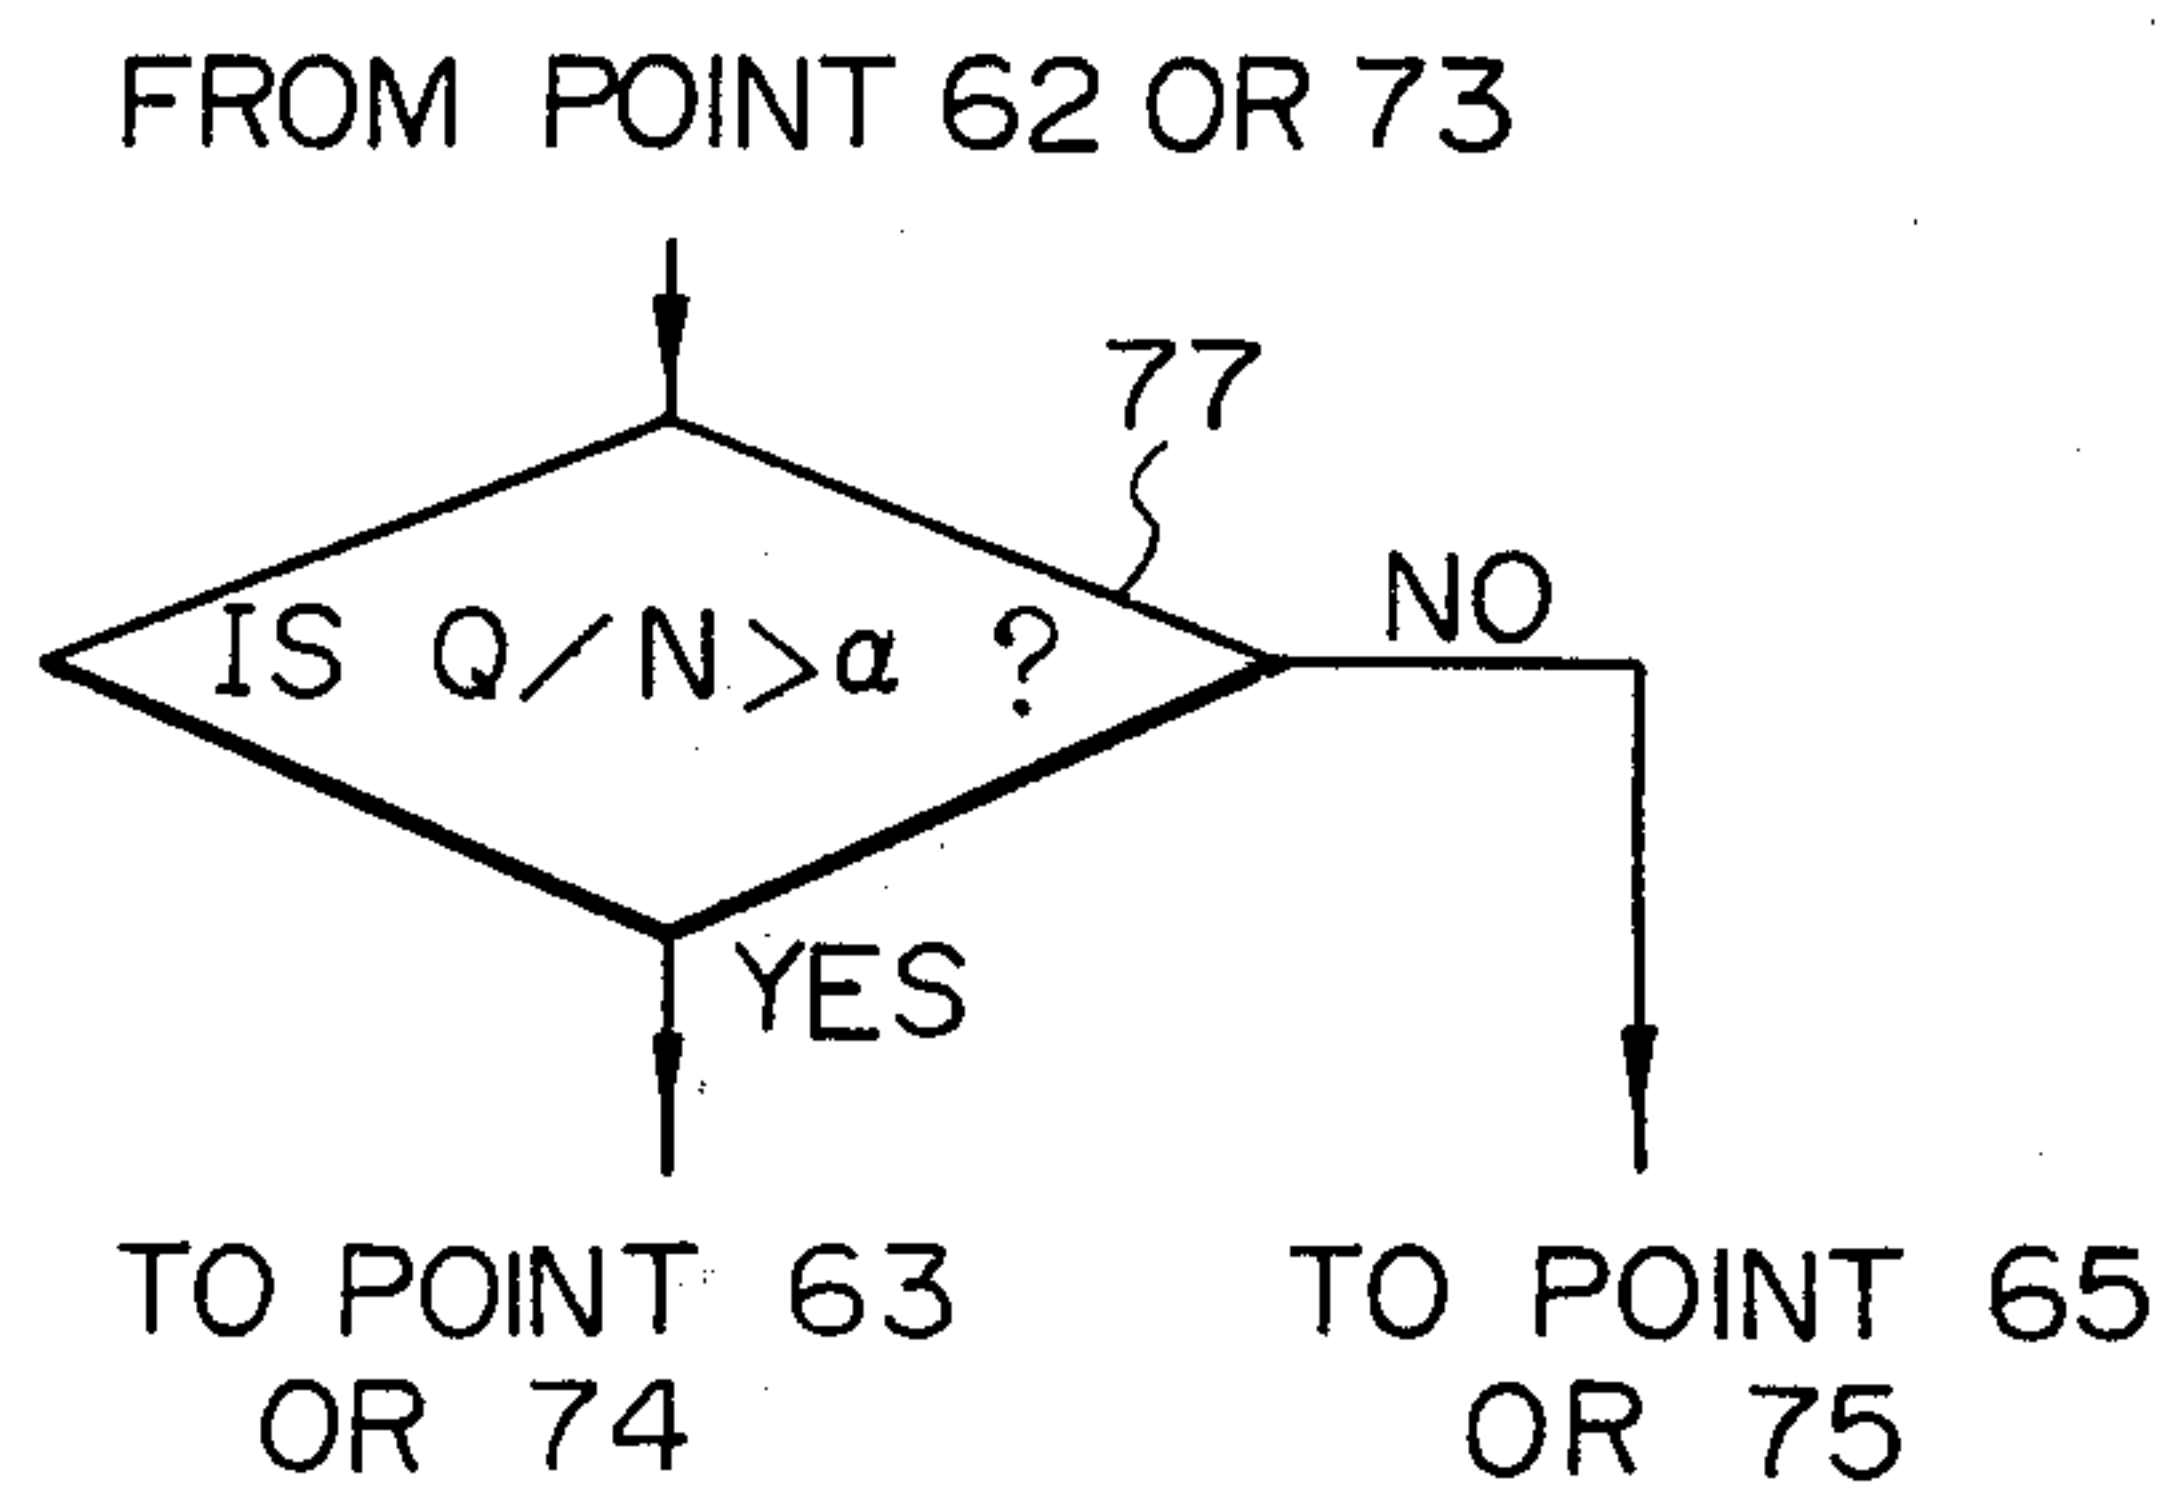 FROM POINT 62 OR 73
77
IS Q/N>α ?
NO
YES
TO POINT 63
OR 74
TO POINT 65
OR 75